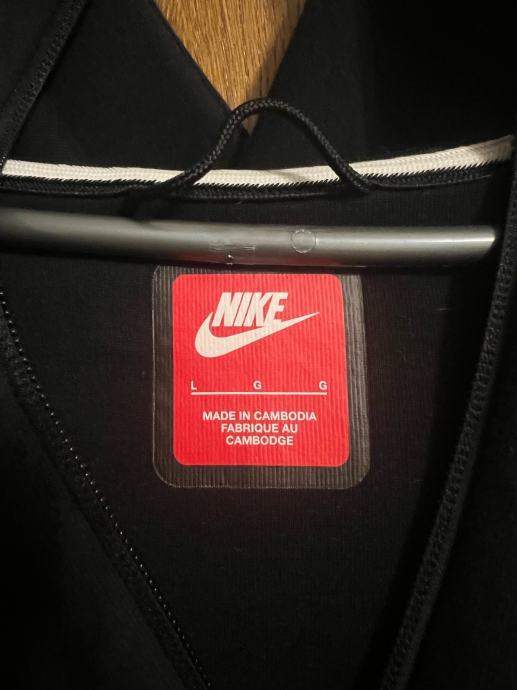 NIKE
L G G
MADE IN CAMBODIA
FABRIQUE AU
CAMBODGE